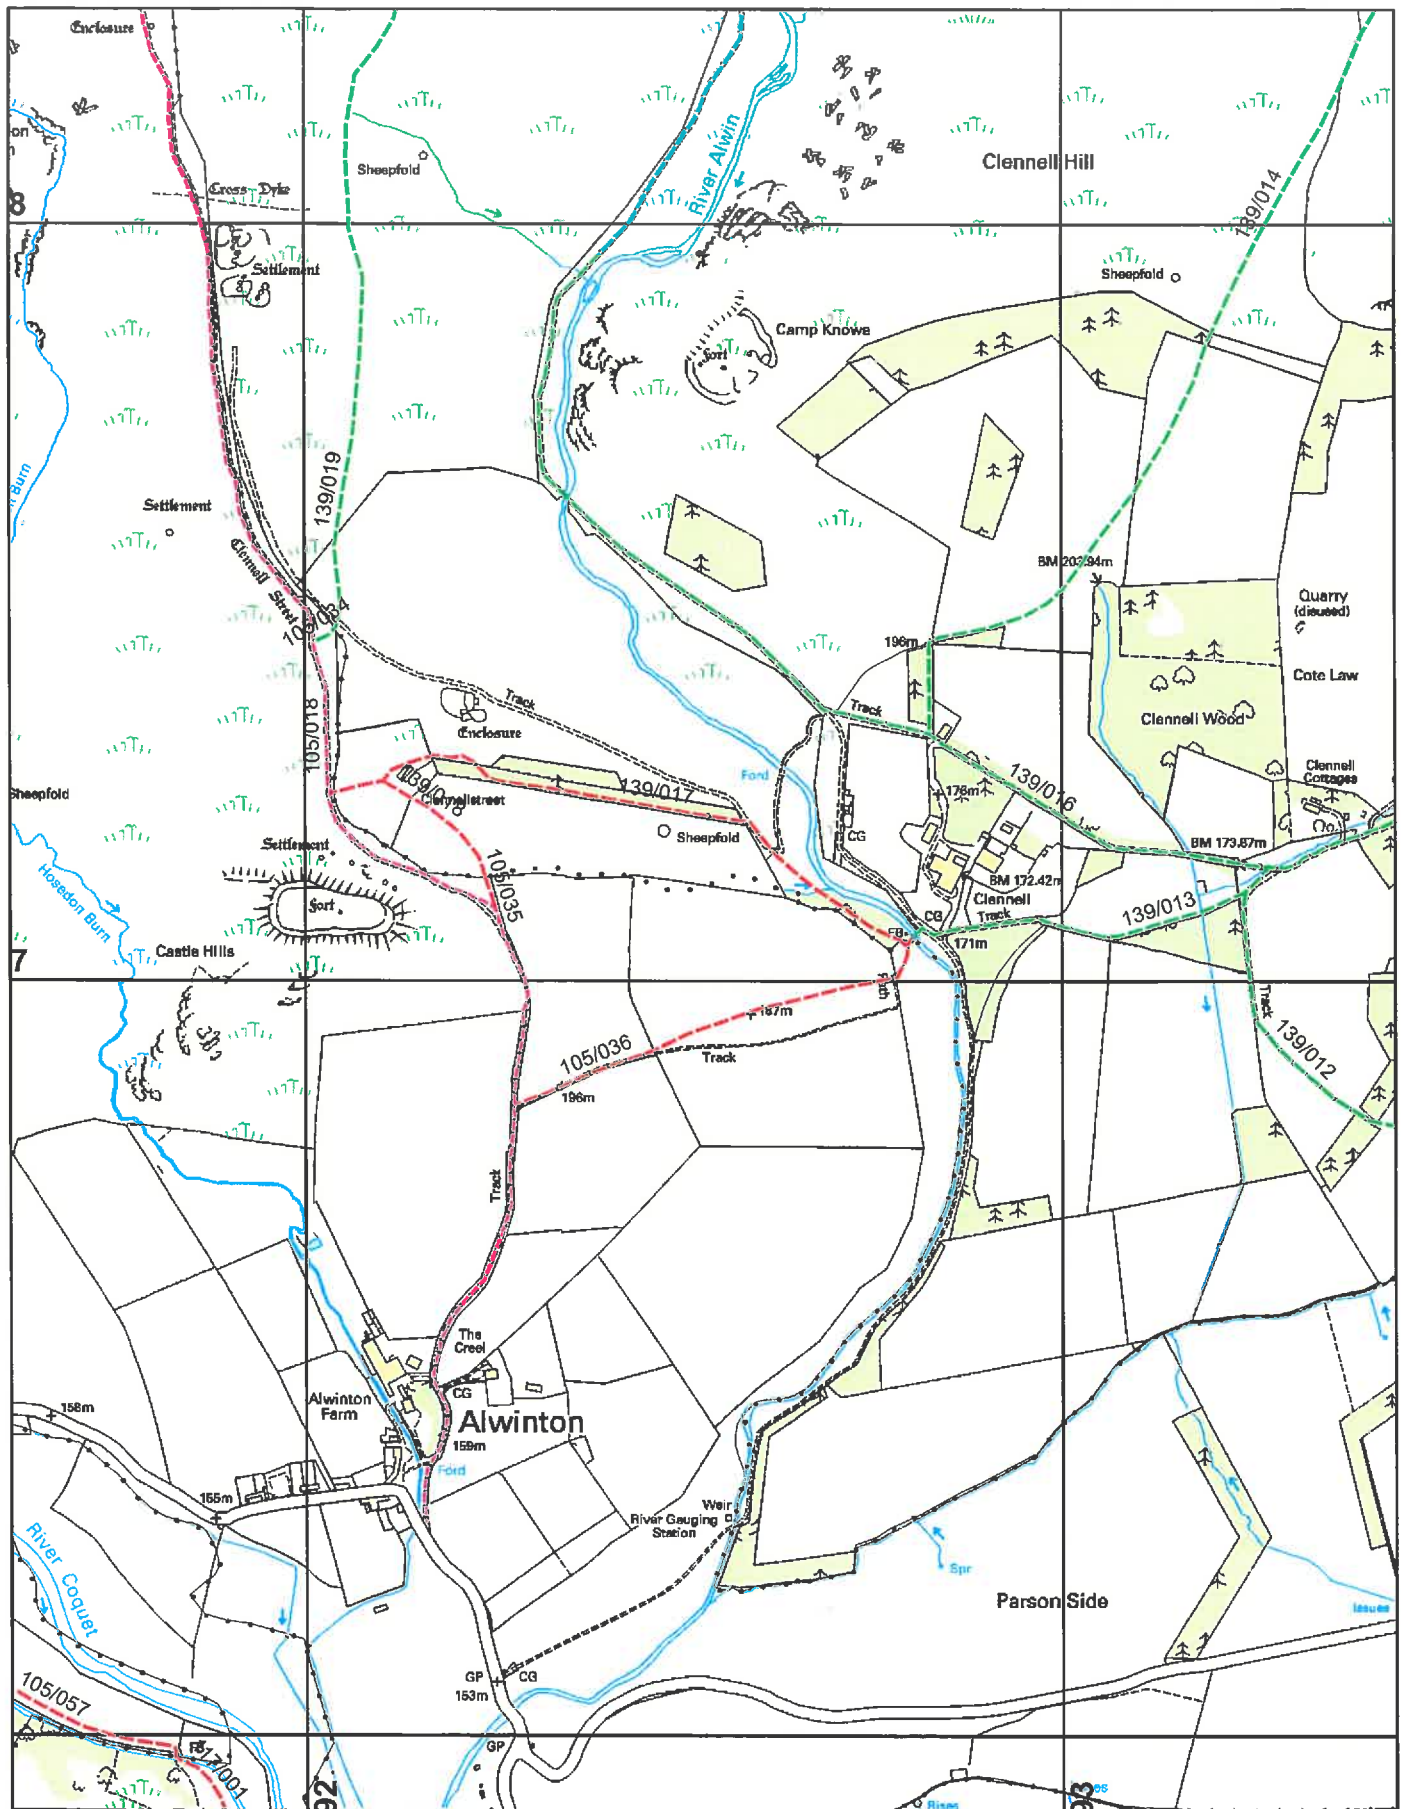 Enclosure
Cross Dyke
Sheepfold
River Alwin
Clennell Hill
139/014
8
Settlement
Sheepfold
Camp Knowe
Fort
139/019
Burn
Settlement
Clennell Street
BM 203.94m
Quarry
(disused)
196m
Cote Law
105/018
Track
Track
Enclosure
Clennell Wood
Ford
139/016
Clennell
Cottages
Sheepfold
Clennellstreet
139/017
176m
CG
Sheepfold
Settlement
BM 173.87m
Hosedon Burn
105/035
BM 172.42m
Clennell
Fort
CG
Track
139/013
FB
171m
Castle Hills
7
Path
Track
187m
139/012
105/036
Track
196m
Track
The
Creel
Alwinton
Farm
CG
158m
Alwinton
159m
Ford
155m
Weir
River Gauging
Station
River Coquet
Spr
Parson Side
Issues
GP
CG
153m
105/057
GP
92
93
Rises